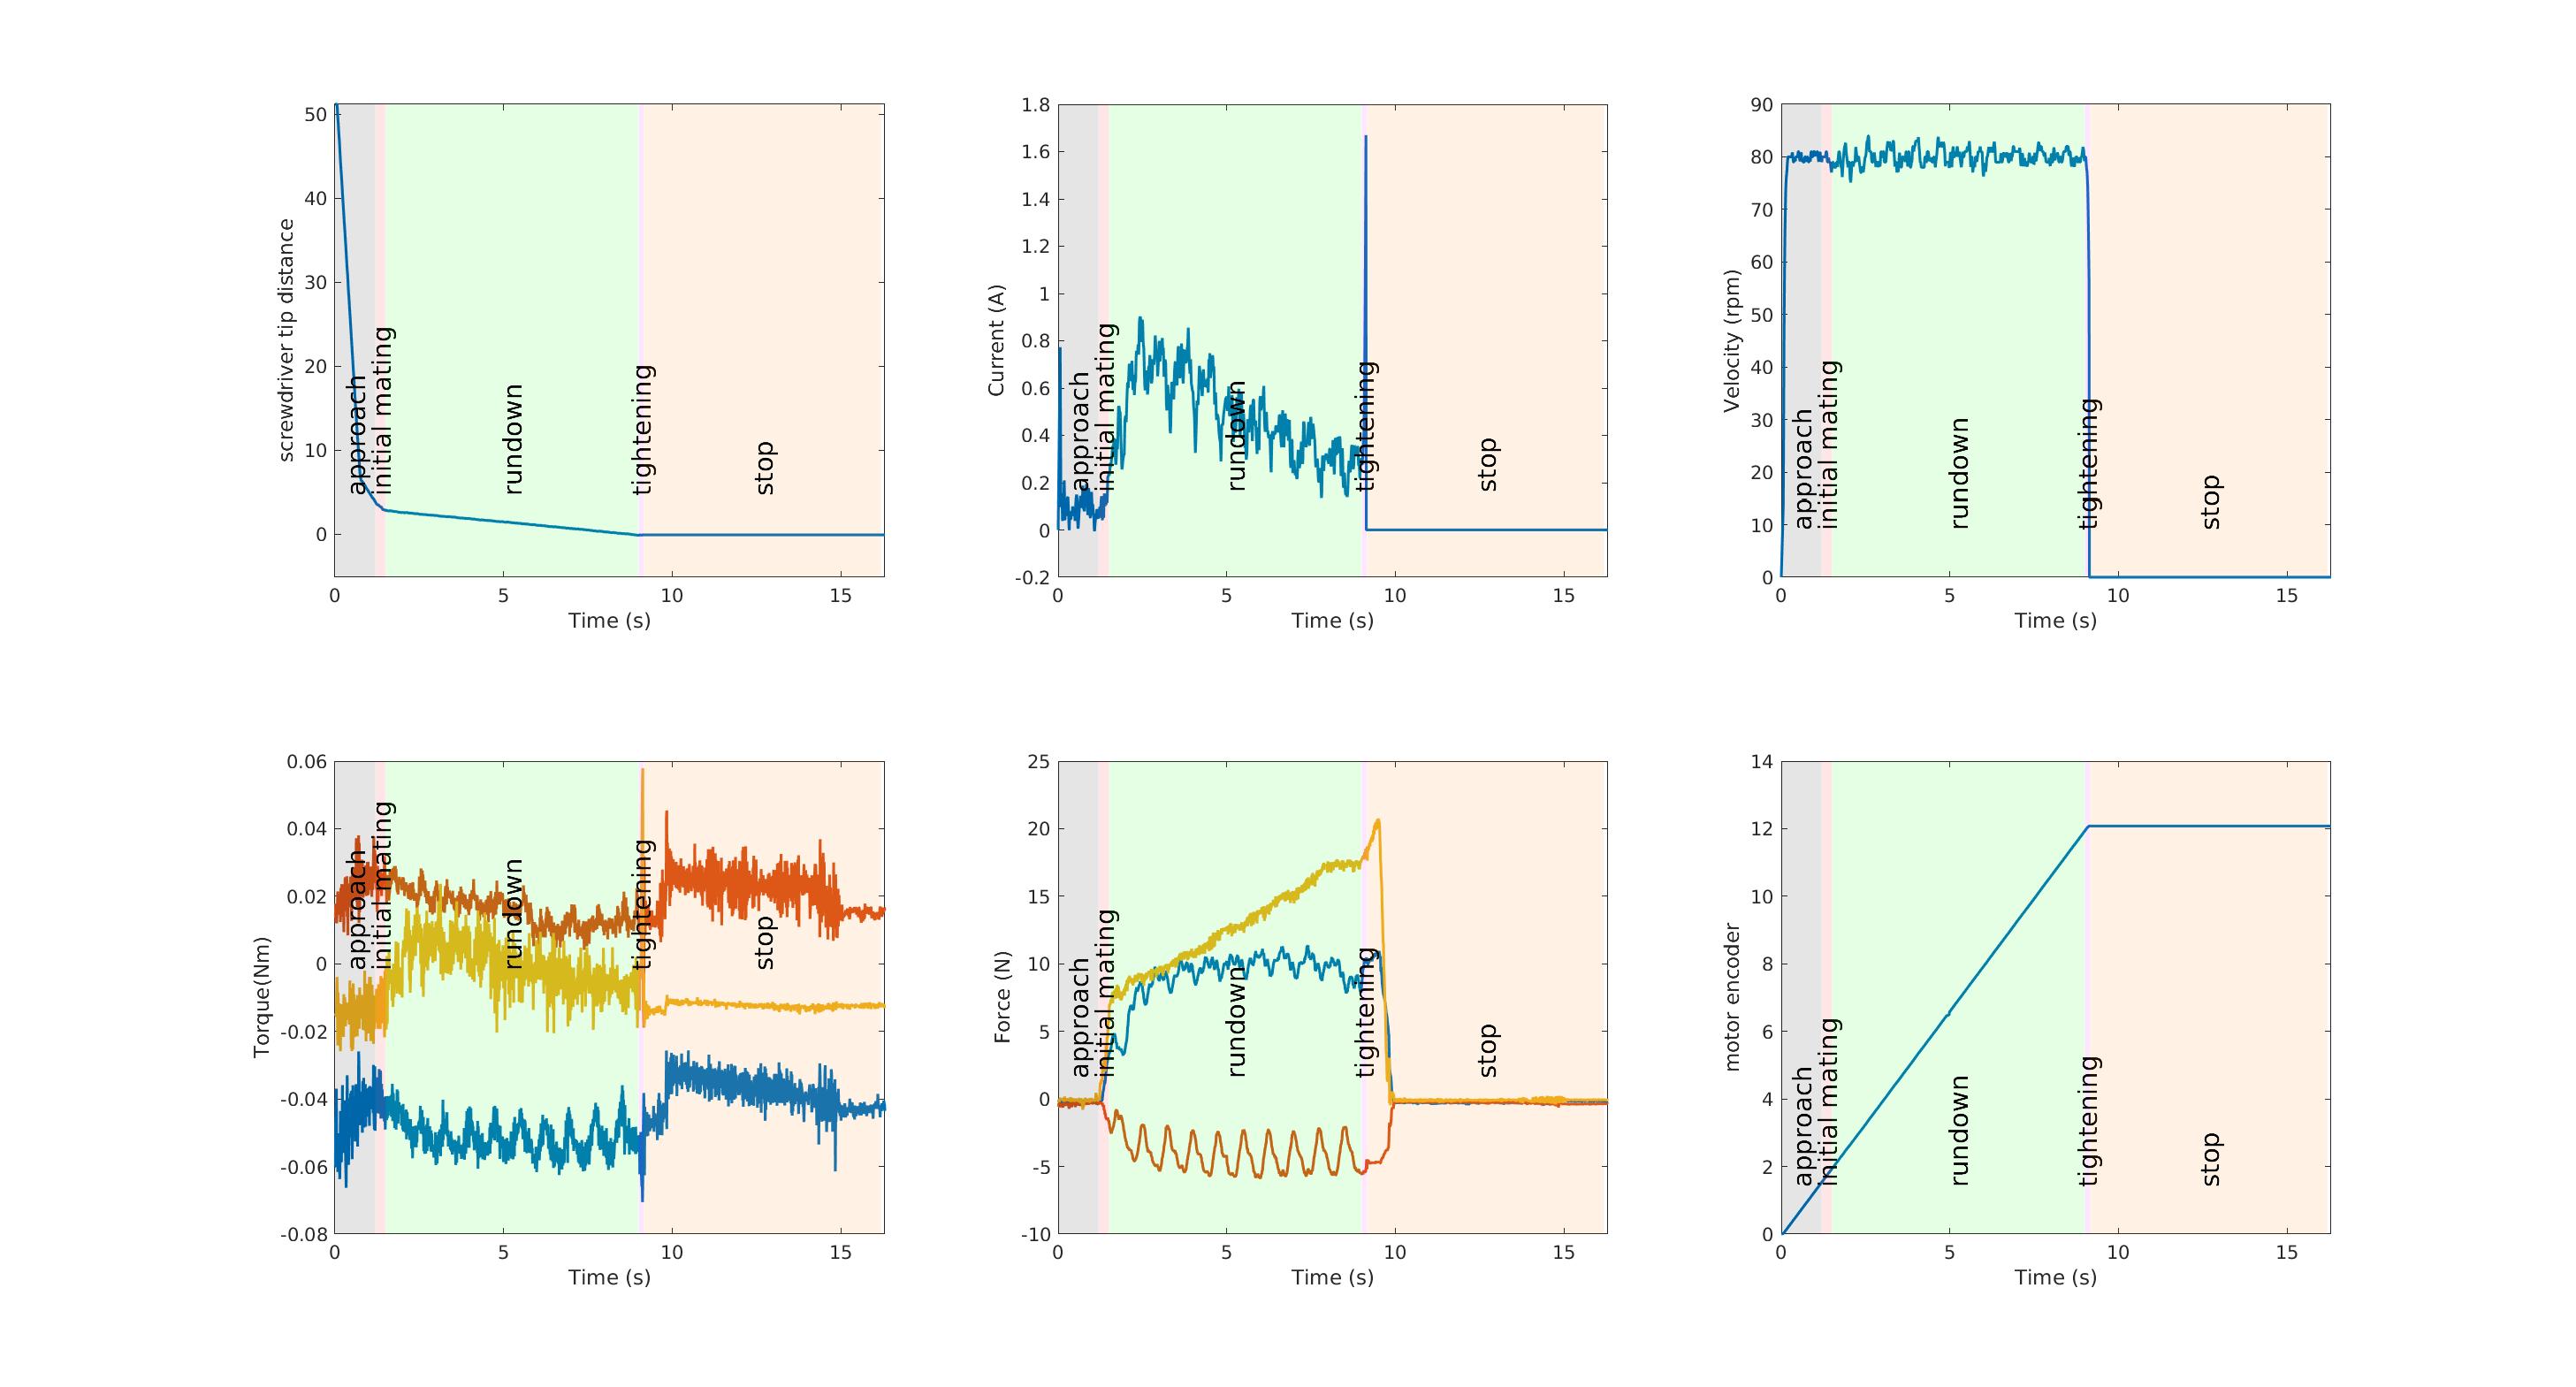 screwdriver tip distance
50
40
30
20
10
0
approach
initial mating
rundown
tightening
stop
0 5 10 15
Time (s)
Current (A)
1.8
1.6
1.4
1.2
1
0.8
0.6
0.4
0.2
0
-0.2
approach
initial mating
rundown
tightening
stop
0 5 10 15
Time (s)
Velocity (rpm)
90
80
70
60
50
40
30
20
10
0
approach
initial mating
rundown
tightening
stop
0 5 10 15
Time (s)
Torque(Nm)
0.06
0.04
0.02
0
-0.02
-0.04
-0.06
-0.08
approach
initial mating
rundown
tightening
stop
0 5 10 15
Time (s)
Force (N)
25
20
15
10
5
0
-5
-10
approach
initial mating
rundown
tightening
stop
0 5 10 15
Time (s)
motor encoder
14
12
10
8
6
4
2
0
approach
initial mating
rundown
tightening
stop
0 5 10 15
Time (s)